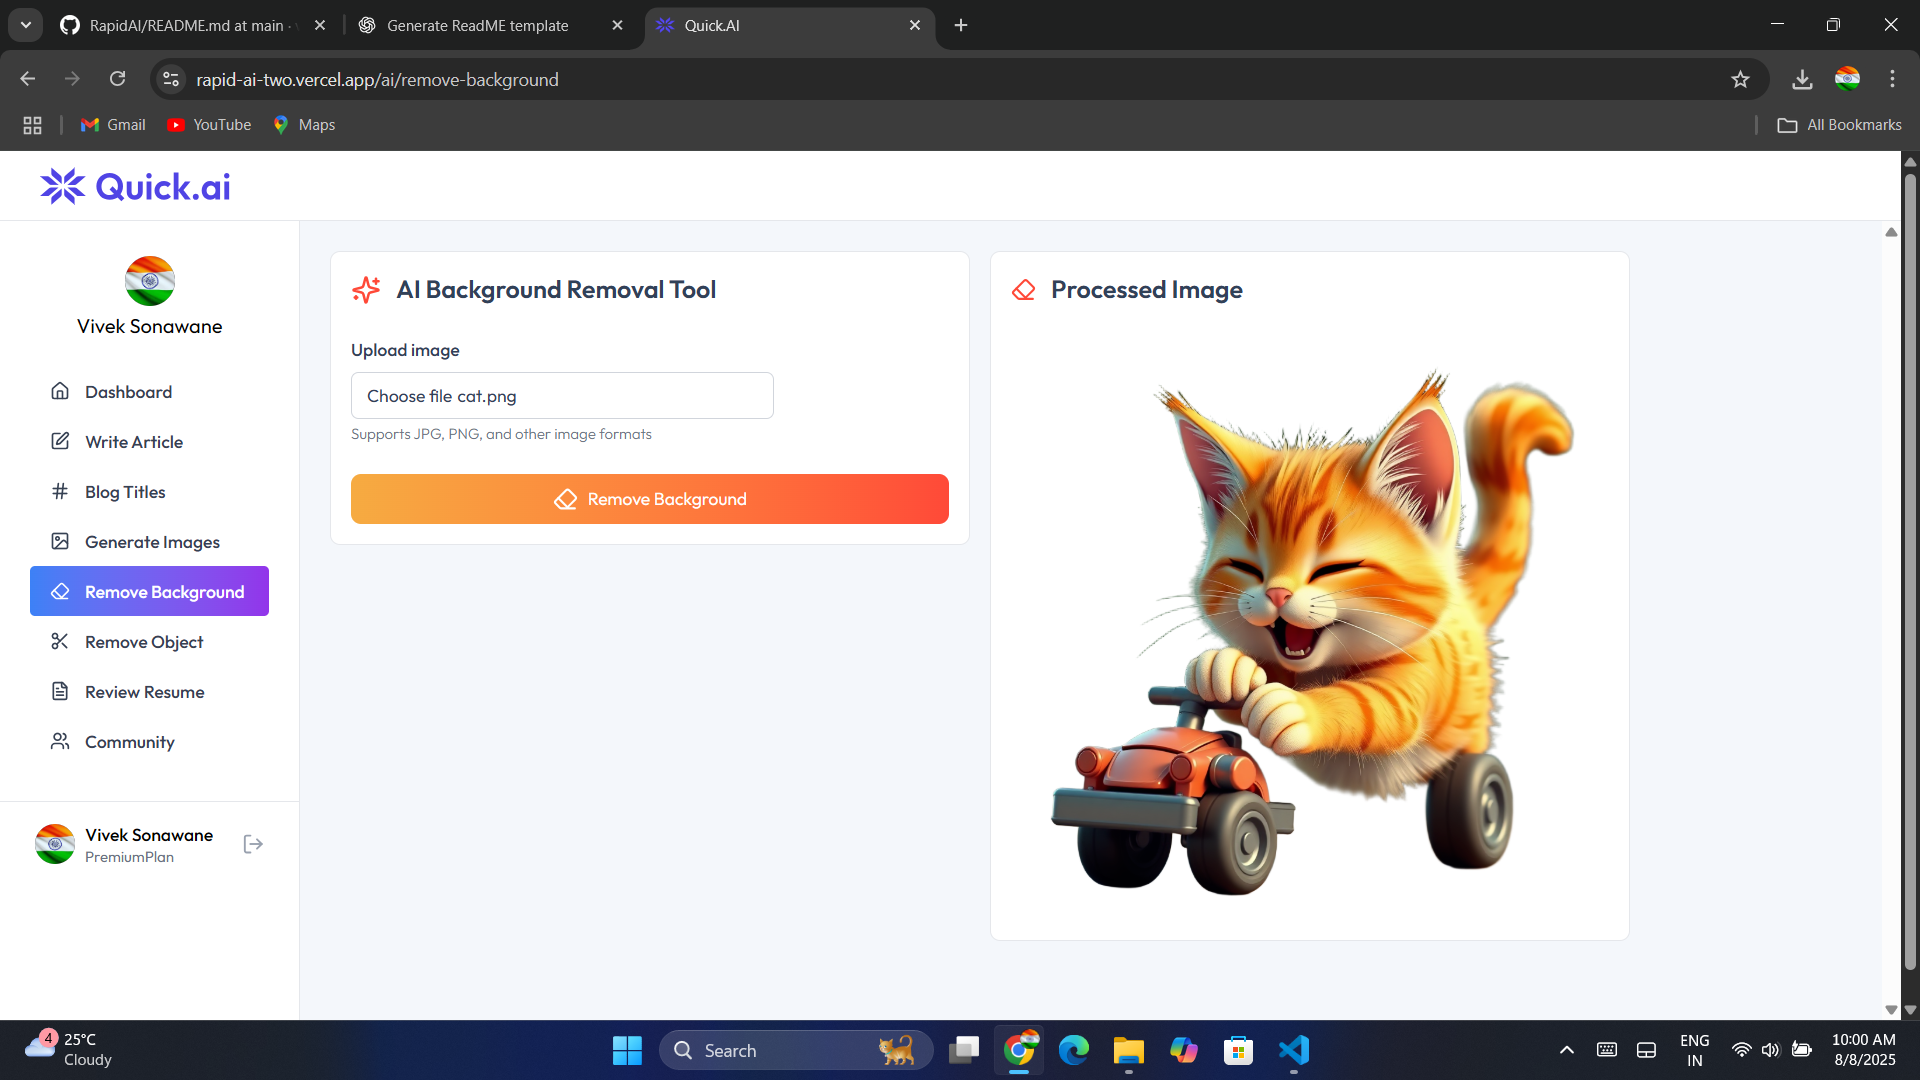 RapidAI/README.md at main ·
Generate ReadME template
Quick.AI
rapid-ai-two.vercel.app/ai/remove-background
Gmail
YouTube
Maps
All Bookmarks
Quick.ai
Vivek Sonawane
Dashboard
Write Article
Blog Titles
Generate Images
Remove Background
Remove Object
Review Resume
Community
Vivek Sonawane
PremiumPlan
AI Background Removal Tool
Upload image
Choose file cat.png
Supports JPG, PNG, and other image formats
Remove Background
Processed Image
4
25°C
Cloudy
Search
ENG
IN
10:00 AM
8/8/2025